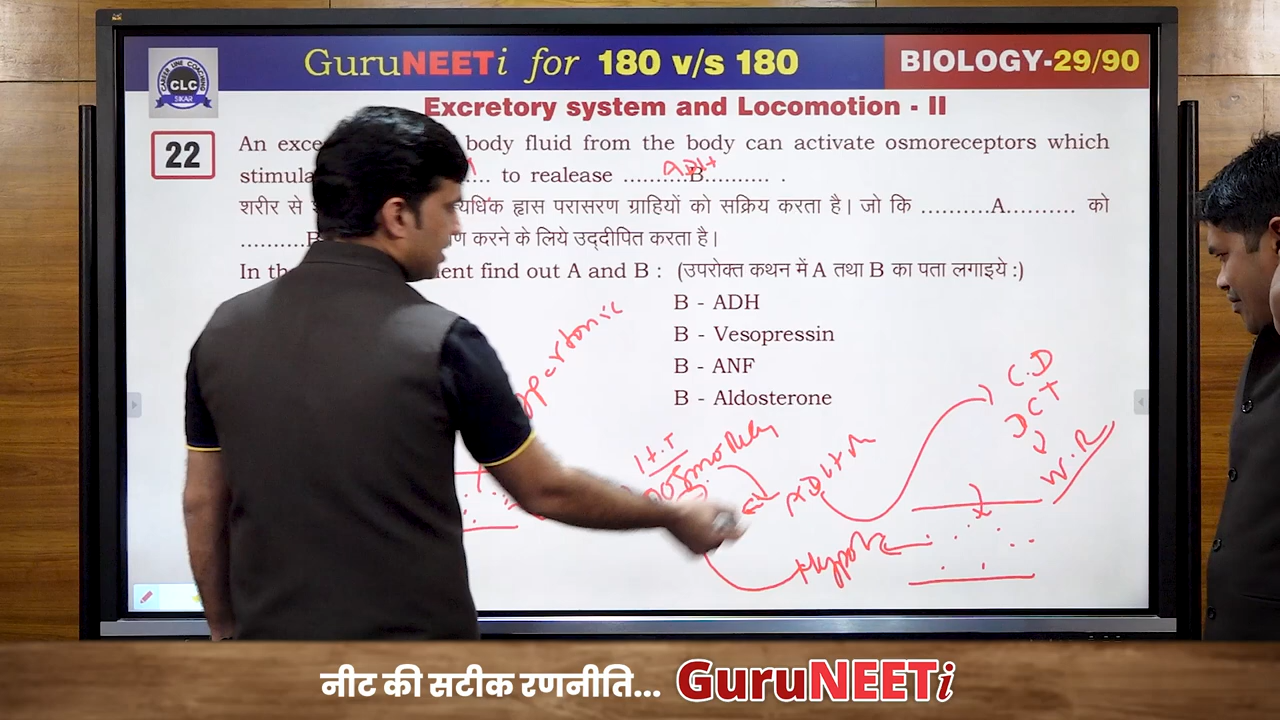 CAREER LINE COACHING
CLC
SIKAR
GuruNEETi for 180 v/s 180
BIOLOGY-29/90
Excretory system and Locomotion - II
22
An exce body fluid from the body can activate osmoreceptors which
stimula .... to realease ..........B.......... .
ADH
शरीर से ह्रास परासरण ग्राहियों को सक्रिय करता है। जो कि ..........A.......... को
करने के लिये उद्दीपित करता है।
In the find out A and B : (उपरोक्त कथन में A तथा B का पता लगाइये :)
B - ADH
B - Vesopressin
B - ANF
B - Aldosterone
C.D
DCT
W.R
H.T
नीट की सटीक रणनीति... GuruNEETi